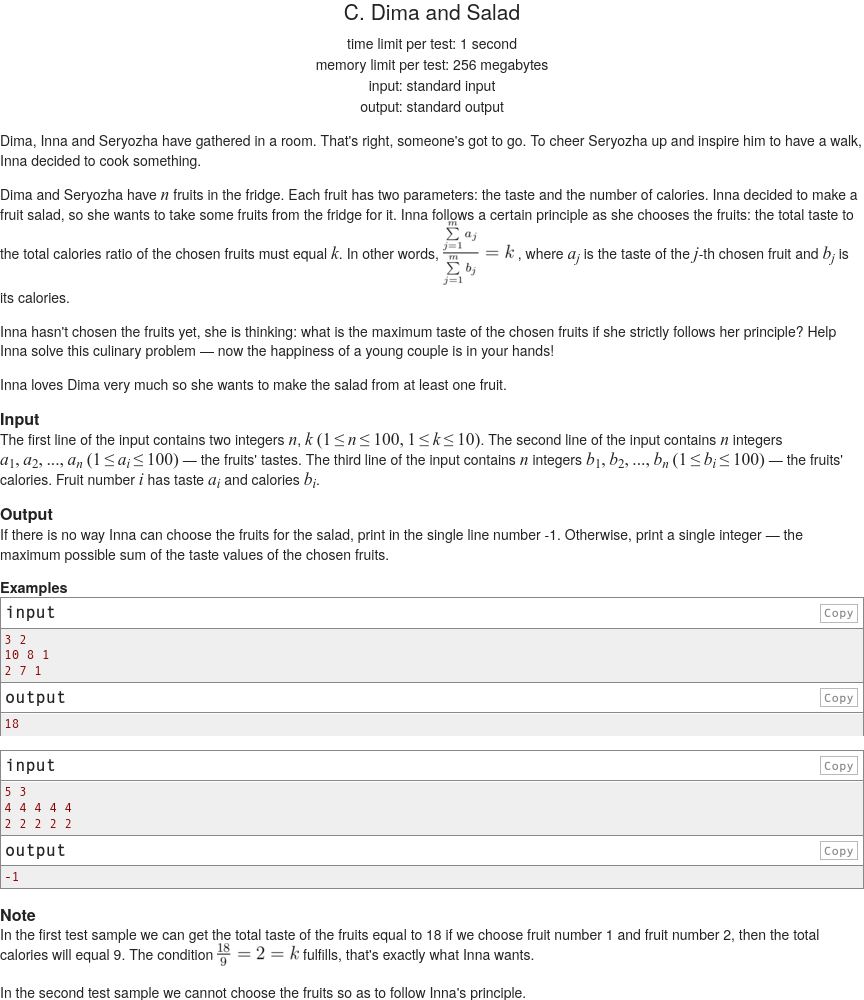 C. Dima and Salad
time limit per test: 1 second
memory limit per test: 256 megabytes
input: standard input
output: standard output
Dima, Inna and Seryozha have gathered in a room. That's right, someone's got to go. To cheer Seryozha up and inspire him to have a walk,
Inna decided to cook something.
Dima and Seryozha have n fruits in the fridge. Each fruit has two parameters: the taste and the number of calories. Inna decided to make a
fruit salad, so she wants to take some fruits from the fridge for it. Inna follows a certain principle as she chooses the fruits: the total taste to
the total calories ratio of the chosen fruits must equal k. In other words, \frac{\sum_{j=1}^{m} a_j}{\sum_{j=1}^{m} b_j} = k , where a_j is the taste of the j-th chosen fruit and b_j is
its calories.
Inna hasn't chosen the fruits yet, she is thinking: what is the maximum taste of the chosen fruits if she strictly follows her principle? Help
Inna solve this culinary problem — now the happiness of a young couple is in your hands!
Inna loves Dima very much so she wants to make the salad from at least one fruit.
Input
The first line of the input contains two integers n, k (1 ≤ n ≤ 100, 1 ≤ k ≤ 10). The second line of the input contains n integers
a_1, a_2, ..., a_n (1 ≤ a_i ≤ 100) — the fruits' tastes. The third line of the input contains n integers b_1, b_2, ..., b_n (1 ≤ b_i ≤ 100) — the fruits'
calories. Fruit number i has taste a_i and calories b_i.
Output
If there is no way Inna can choose the fruits for the salad, print in the single line number -1. Otherwise, print a single integer — the
maximum possible sum of the taste values of the chosen fruits.
Examples
input Copy
3 2
10 8 1
2 7 1
output Copy
18
input Copy
5 3
4 4 4 4 4
2 2 2 2 2
output Copy
-1
Note
In the first test sample we can get the total taste of the fruits equal to 18 if we choose fruit number 1 and fruit number 2, then the total
calories will equal 9. The condition \frac{18}{9} = 2 = k fulfills, that's exactly what Inna wants.
In the second test sample we cannot choose the fruits so as to follow Inna's principle.